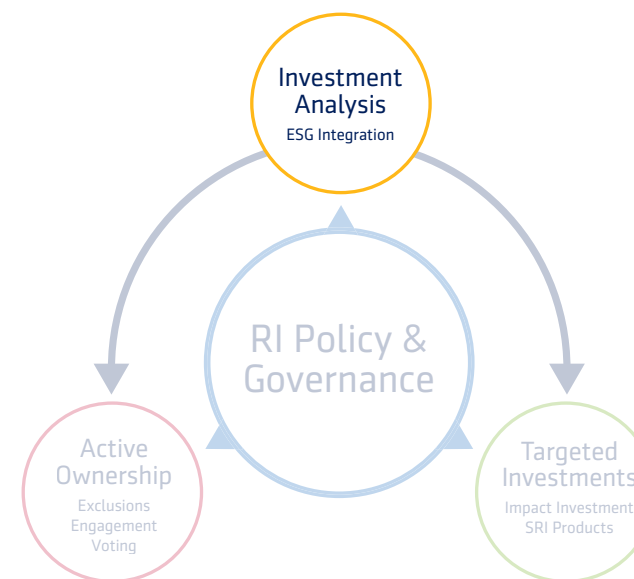 Investment
Analysis
ESG Integration
RI Policy &
Governance
Active
Ownership
Exclusions
Engagement
Voting
Targeted
Investments
Impact Investment
SRI Products